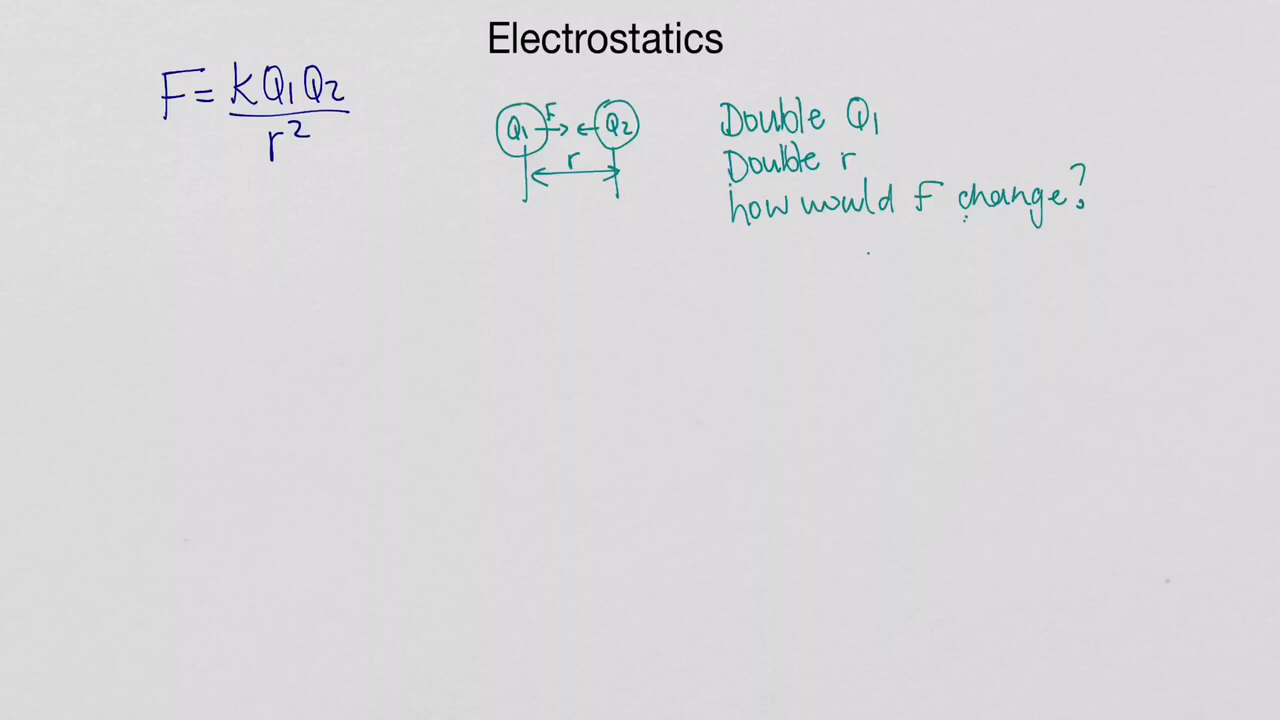 Electrostatics
F = kQ₁Q₂
r²
Q₁ F Q₂
r
Double Q₁
Double r
how would F change?